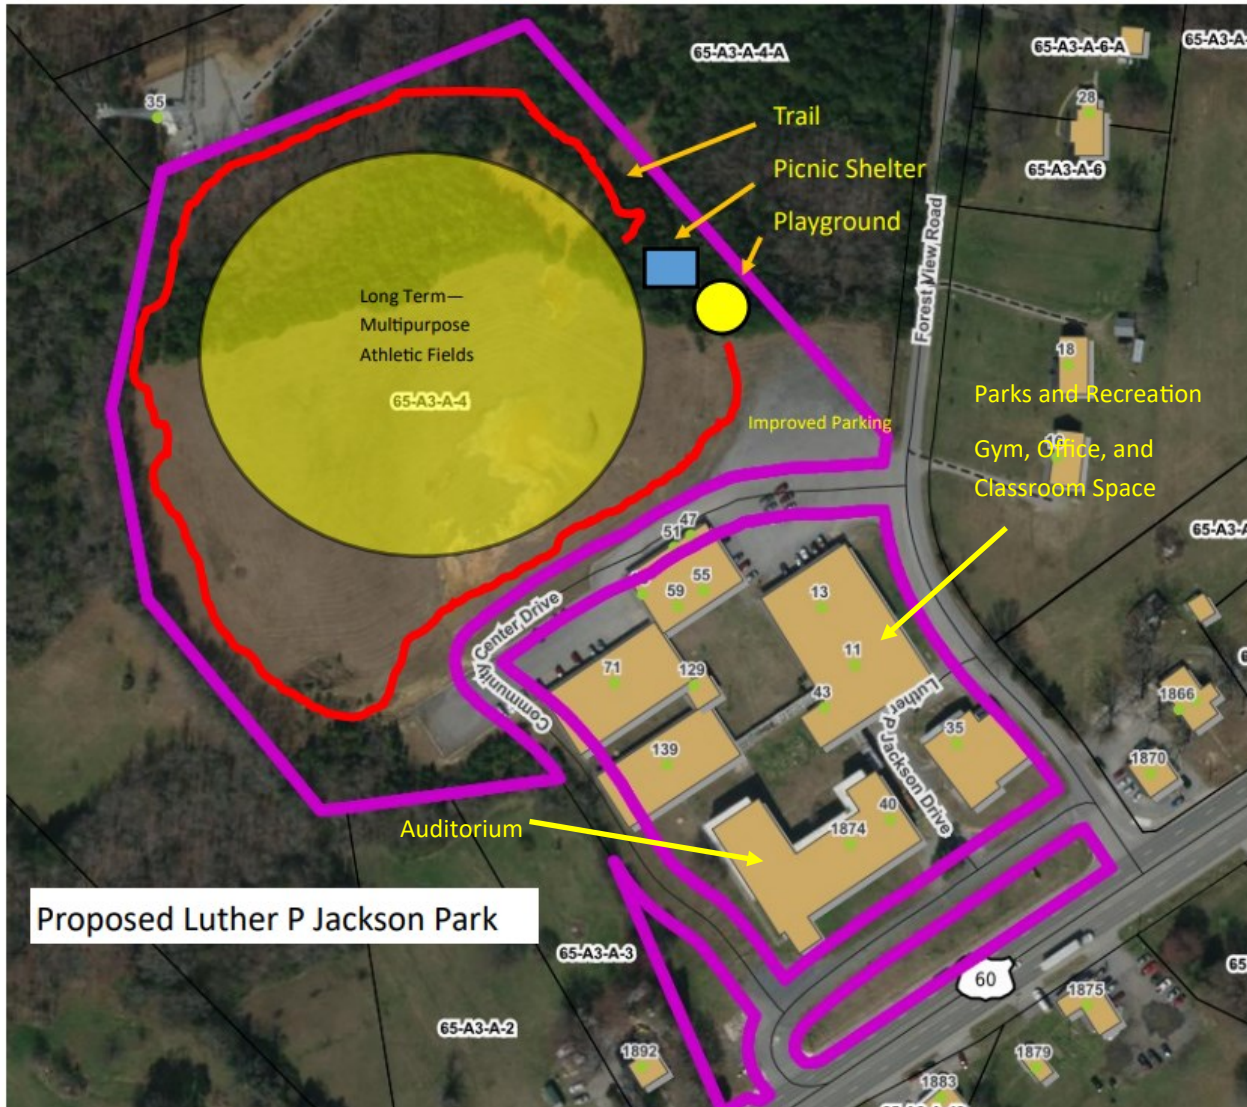 65-A3-A-4-A
65-A3-A-6-A
65-A3-A-
35
28
Trail
Picnic Shelter
65-A3-A-6
Playground
Forest View Road
Long Term—
Multipurpose
Athletic Fields
18
65-A3-A-4
Improved Parking
Parks and Recreation
Gym, Office, and
Classroom Space
47
51
65-A3-A
55
59
13
Community Center Drive
11
71
129
43
Luther P Jackson Drive
35
1866
139
1870
40
Auditorium
1874
Proposed Luther P Jackson Park
65-A3-A-3
65-
60
1875
65-A3-A-2
1892
1879
1883